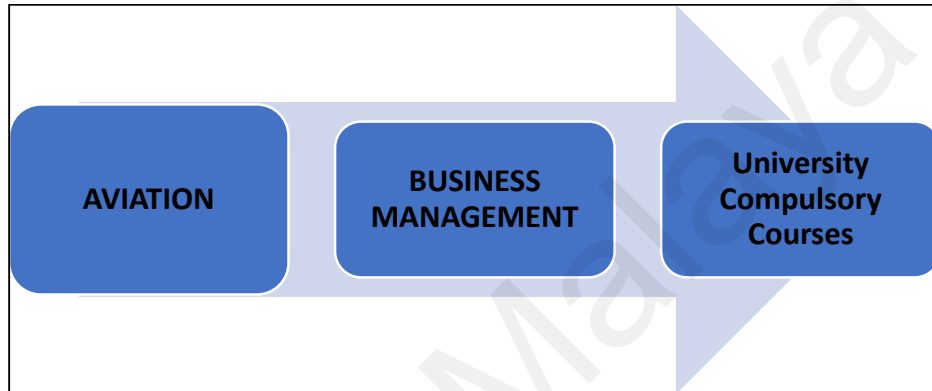 AVIATION
BUSINESS
MANAGEMENT
University
Compulsory
Courses
Malaya